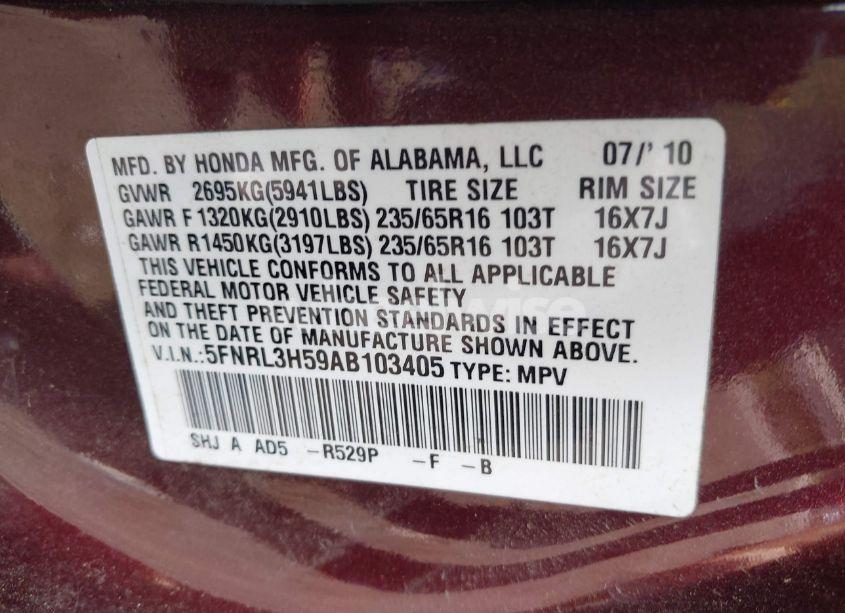 MFD. BY HONDA MFG. OF ALABAMA, LLC 07/' 10
GVWR 2695KG(5941LBS) TIRE SIZE RIM SIZE
GAWR F 1320KG(2910LBS) 235/65R16 103T 16X7J
GAWR R1450KG(3197LBS) 235/65R16 103T 16X7J
THIS VEHICLE CONFORMS TO ALL APPLICABLE
FEDERAL MOTOR VEHICLE SAFETY
AND THEFT PREVENTION STANDARDS IN EFFECT
ON THE DATE OF MANUFACTURE SHOWN ABOVE.
V.I.N.:5FNRL3H59AB103405 TYPE: MPV
SHJ A AD5 -R529P -F -B